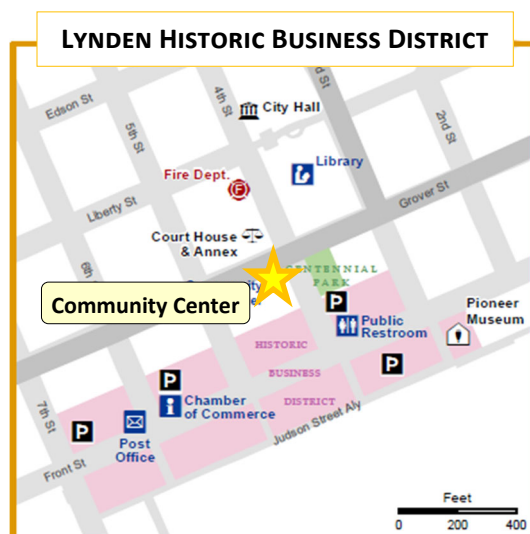 LYNDEN HISTORIC BUSINESS DISTRICT
Edson St
4th St
City Hall
2nd St
5th St
Fire Dept.
F
Library
Grover St
Liberty St
Court House
& Annex
CENTENNIAL
PARK
6th
Community Center
P
Public
Restroom
Pioneer
Museum
HISTORIC
BUSINESS
DISTRICT
P
P
Chamber
of Commerce
7th St
P
Post
Office
Judson Street Aly
Front St
Feet
0 200 400